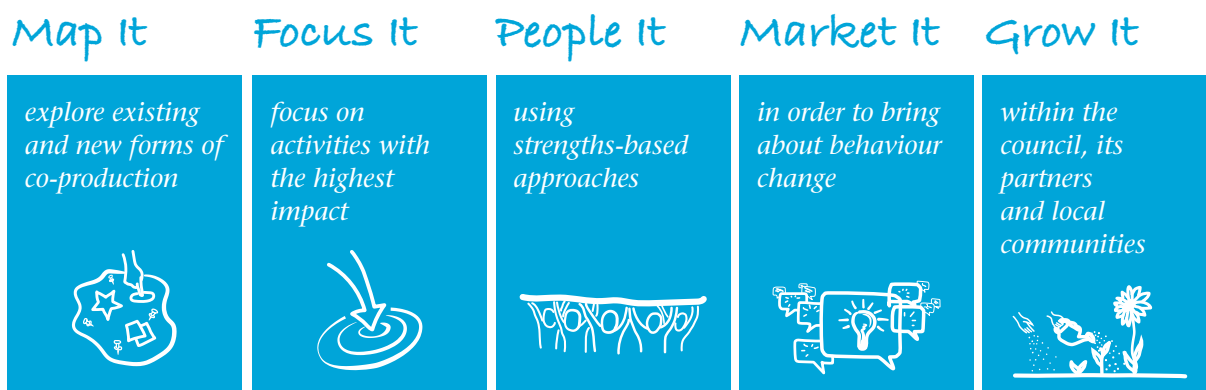 Map It
explore existing
and new forms of
co-production
Focus It
focus on
activities with
the highest
impact
People It
using
strengths-based
approaches
Market It
in order to bring
about behaviour
change
Grow It
within the
council, its
partners
and local
communities